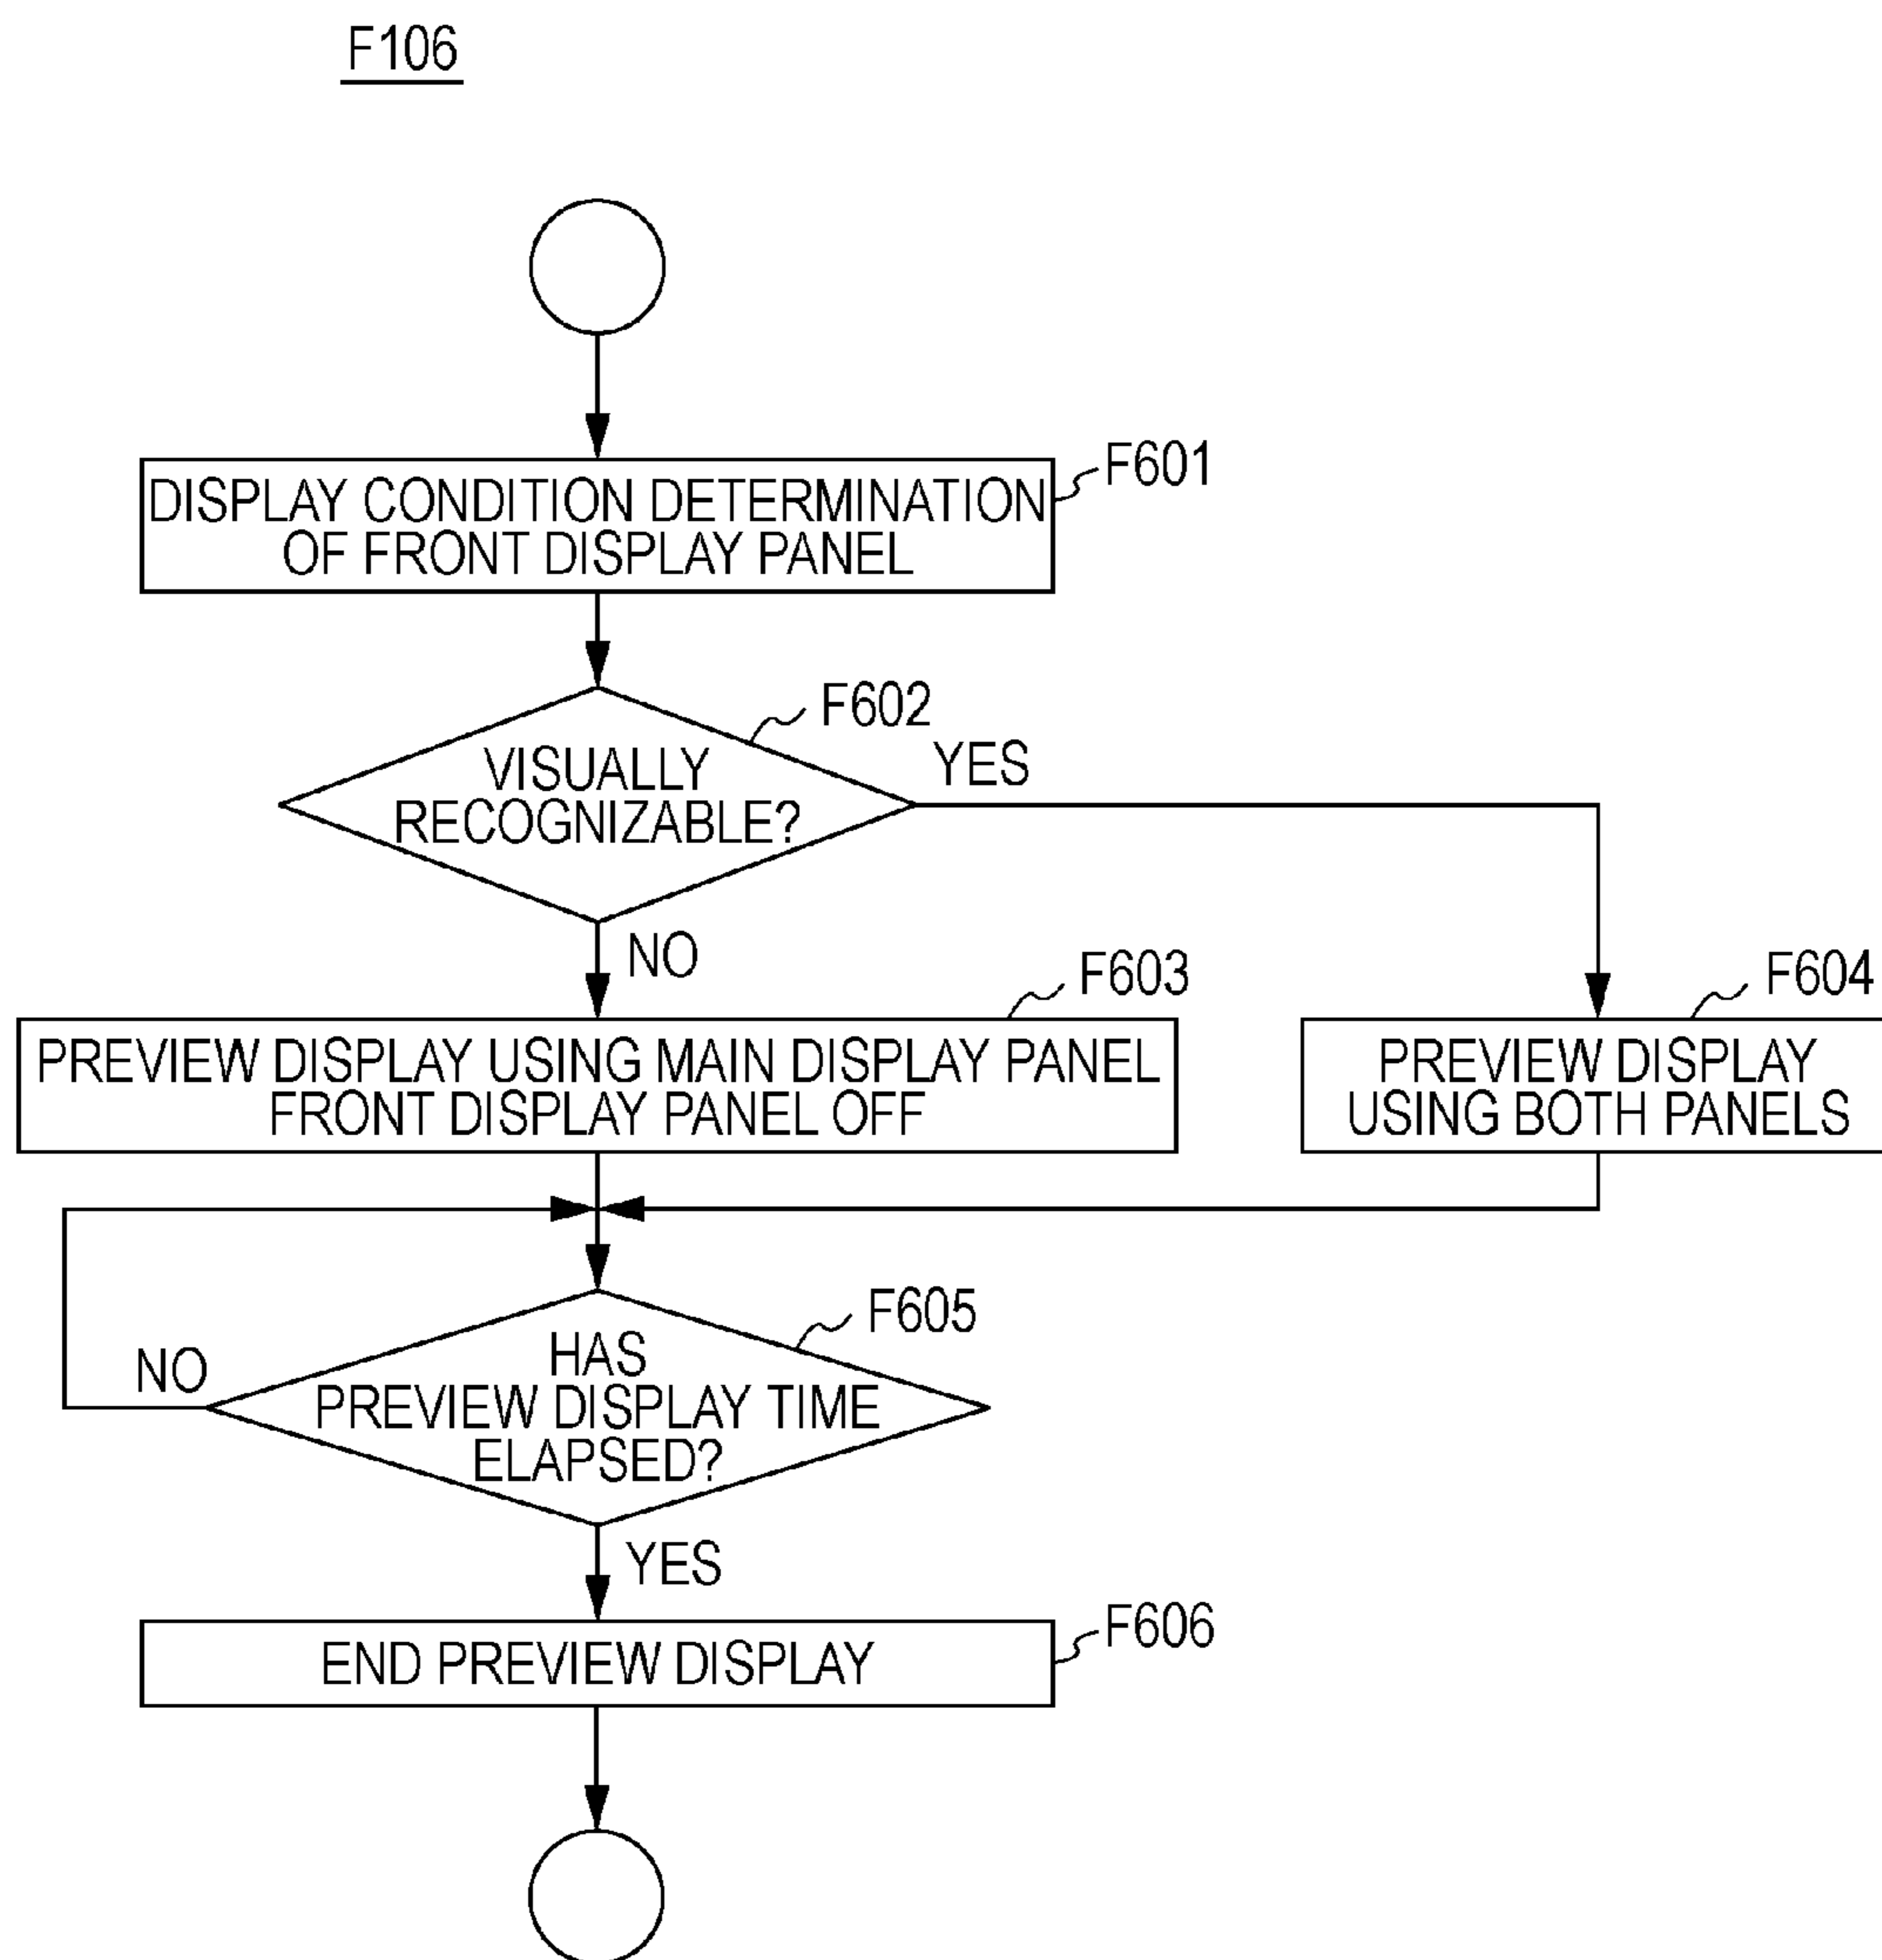 F106
F601
DISPLAY CONDITION DETERMINATION
OF FRONT DISPLAY PANEL
F602
VISUALLY
RECOGNIZABLE?
YES
NO
F603
PREVIEW DISPLAY USING MAIN DISPLAY PANEL
FRONT DISPLAY PANEL OFF
F604
PREVIEW DISPLAY
USING BOTH PANELS
F605
HAS
PREVIEW DISPLAY TIME
ELAPSED?
NO
YES
F606
END PREVIEW DISPLAY